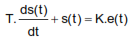 T. ds(t)/dt + s(t) = K.e(t)